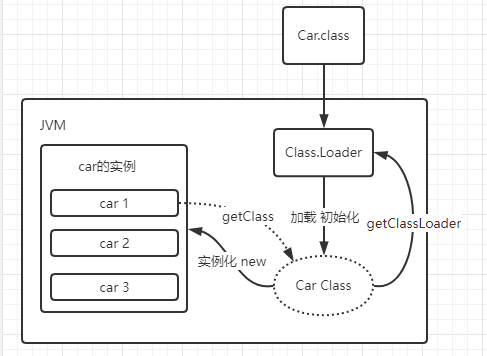 Car.class
JVM
Class.Loader
car的实例
car 1
car 2
car 3
getClass
加载 初始化
getClassLoader
实例化 new
Car Class